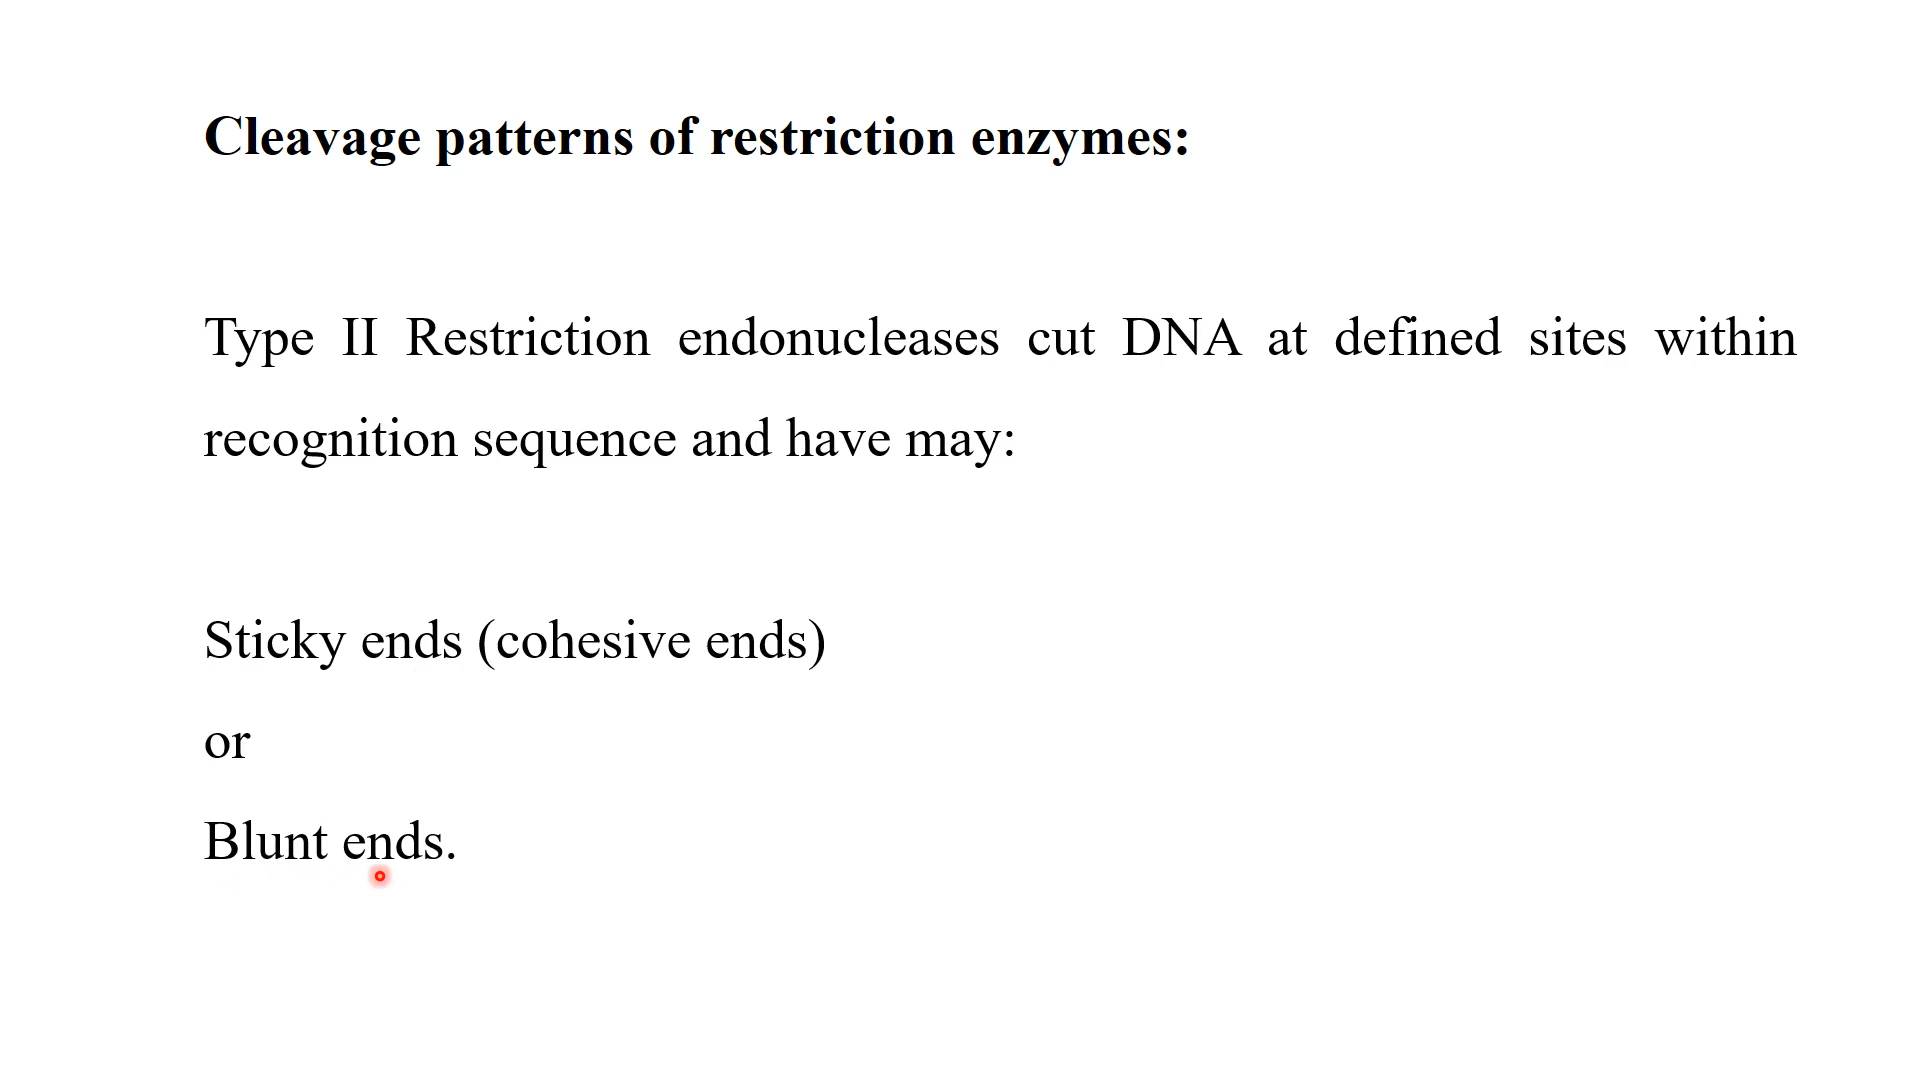 Cleavage patterns of restriction enzymes:
Type II Restriction endonucleases cut DNA at defined sites within
recognition sequence and have may:
Sticky ends (cohesive ends)
or
Blunt ends.